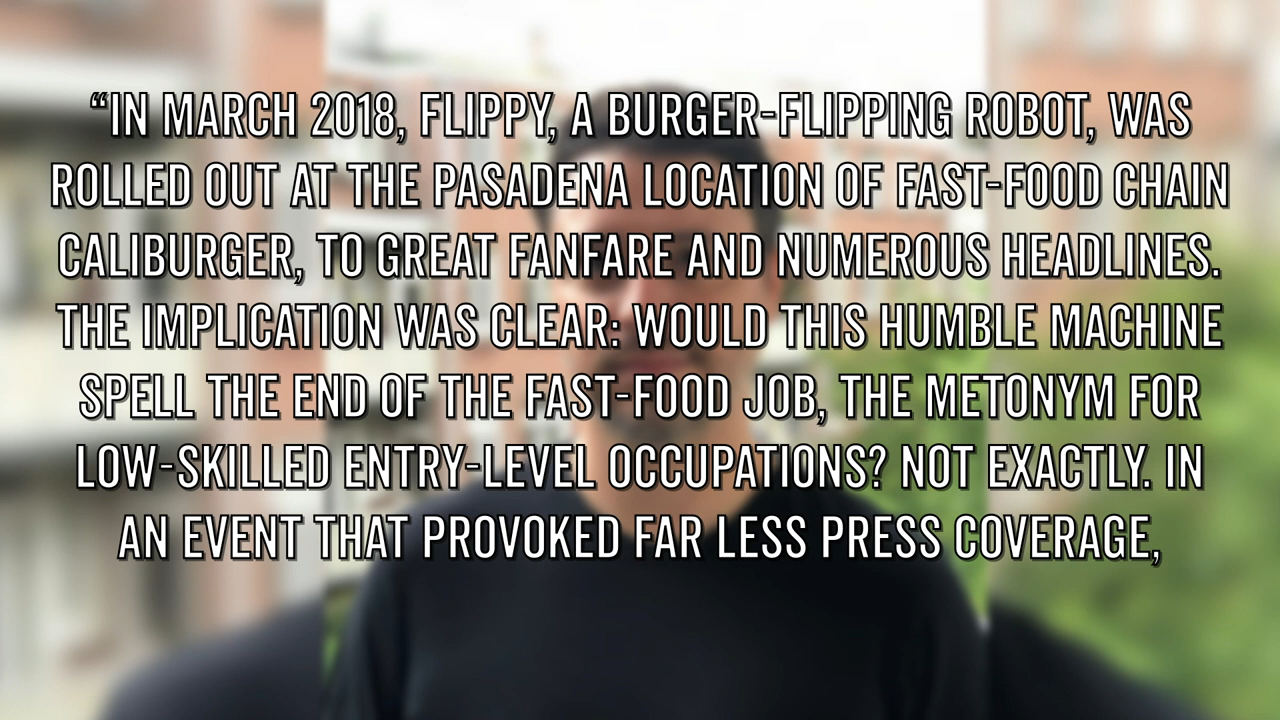 “IN MARCH 2018, FLIPPY, A BURGER-FLIPPING ROBOT, WAS
ROLLED OUT AT THE PASADENA LOCATION OF FAST-FOOD CHAIN
CALIBURGER, TO GREAT FANFARE AND NUMEROUS HEADLINES.
THE IMPLICATION WAS CLEAR: WOULD THIS HUMBLE MACHINE
SPELL THE END OF THE FAST-FOOD JOB, THE METONYM FOR
LOW-SKILLED ENTRY-LEVEL OCCUPATIONS? NOT EXACTLY. IN
AN EVENT THAT PROVOKED FAR LESS PRESS COVERAGE,